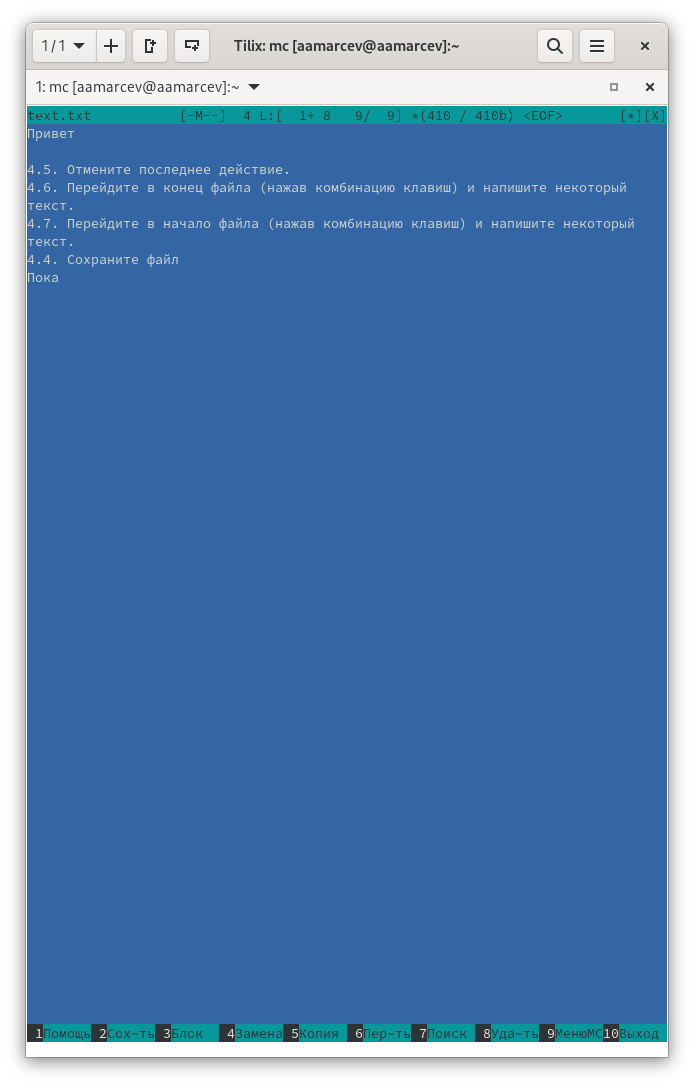 1 / 1 Tilix: mc [aamarcev@aamarcev]:~
1: mc [aamarcev@aamarcev]:~
text.txt [-M--] 4 L:[ 1+ 8 9/ 9] *(410 / 410b) <EOF> [*][X]
Привет
4.5. Отмените последнее действие.
4.6. Перейдите в конец файла (нажав комбинацию клавиш) и напишите некоторый
текст.
4.7. Перейдите в начало файла (нажав комбинацию клавиш) и напишите некоторый
текст.
4.4. Сохраните файл
Пока
1Помощь 2Сох~ть 3Блок 4Замена 5Копия 6Пер~ть 7Поиск 8Уда~ть 9МенюMC 10Выход